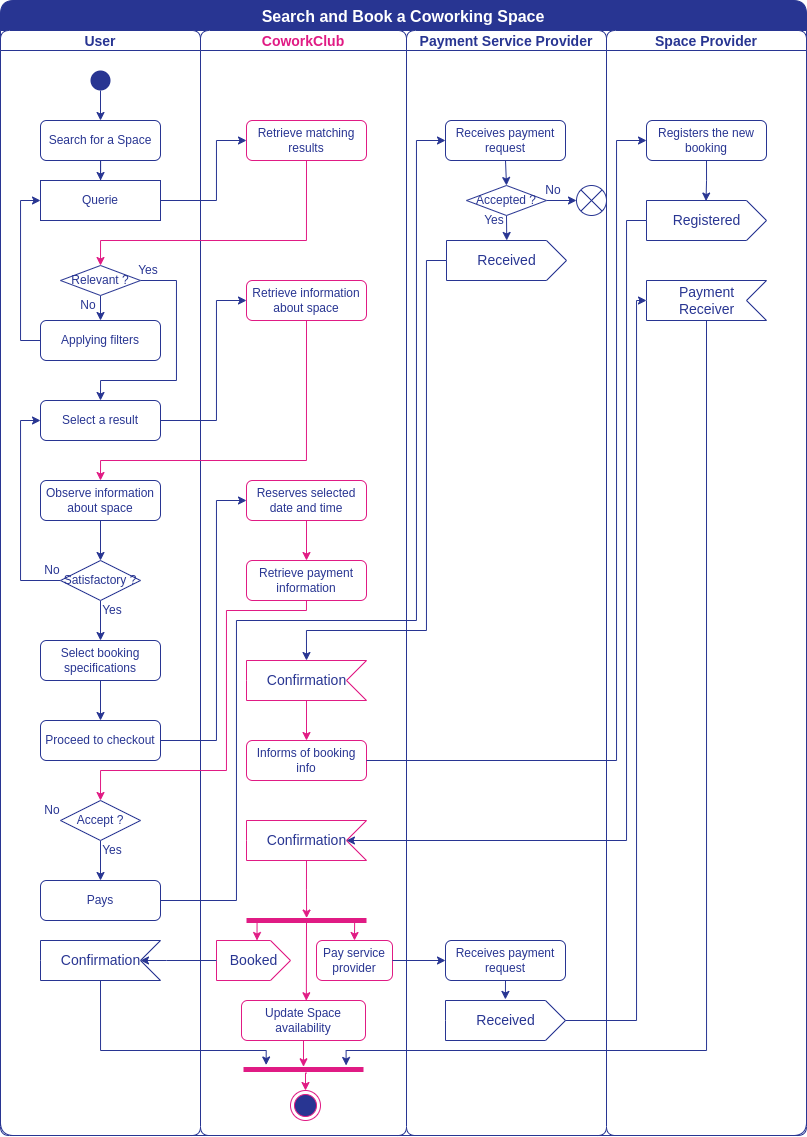 Search and Book a Coworking Space
User
CoworkClub
Payment Service Provider
Space Provider
Search for a Space
Retrieve matching
results
Receives payment
request
Registers the new
booking
Querie
Accepted ?
No
Yes
Registered
Received
Relevant ?
Yes
No
Retrieve information
about space
Payment
Receiver
Applying filters
Select a result
Observe information
about space
Reserves selected
date and time
No
Satisfactory ?
Yes
Retrieve payment
information
Select booking
specifications
Confirmation
Proceed to checkout
Informs of booking
info
No
Accept ?
Yes
Confirmation
Pays
Confirmation
Booked
Pay service
provider
Receives payment
request
Update Space
availability
Received